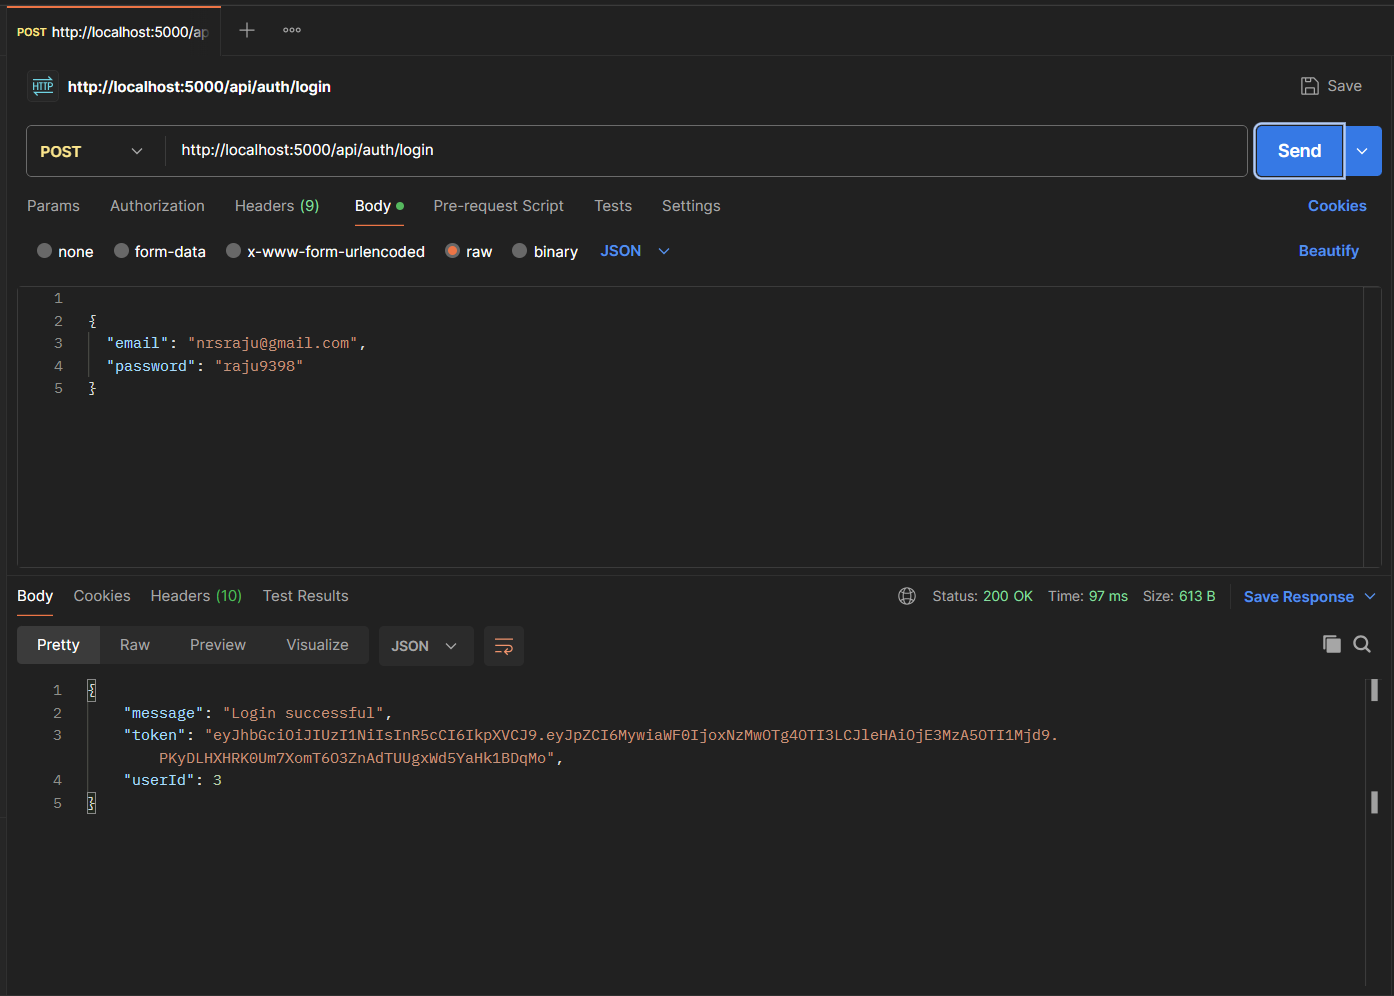 POST http://localhost:5000/ap
HTTP http://localhost:5000/api/auth/login
Save
POST http://localhost:5000/api/auth/login
Send
Params Authorization Headers (9) Body Pre-request Script Tests Settings Cookies
none form-data x-www-form-urlencoded raw binary JSON Beautify
1
2 {
3 "email": "nrsraju@gmail.com",
4 "password": "raju9398"
5 }
Body Cookies Headers (10) Test Results Status: 200 OK Time: 97 ms Size: 613 B Save Response
Pretty Raw Preview Visualize JSON
1 {
2 "message": "Login successful",
3 "token": "eyJhbGciOiJIUzI1NiIsInR5cCI6IkpXVCJ9.eyJpZCI6MywiaWF0IjoxNzMwOTg4OTI3LCJleHAiOjE3MzA5OTI1Mjd9.
PKyDLHXHRK0Um7XomT6O3ZnAdTUUgxWd5YaHk1BDqMo",
4 "userId": 3
5 }